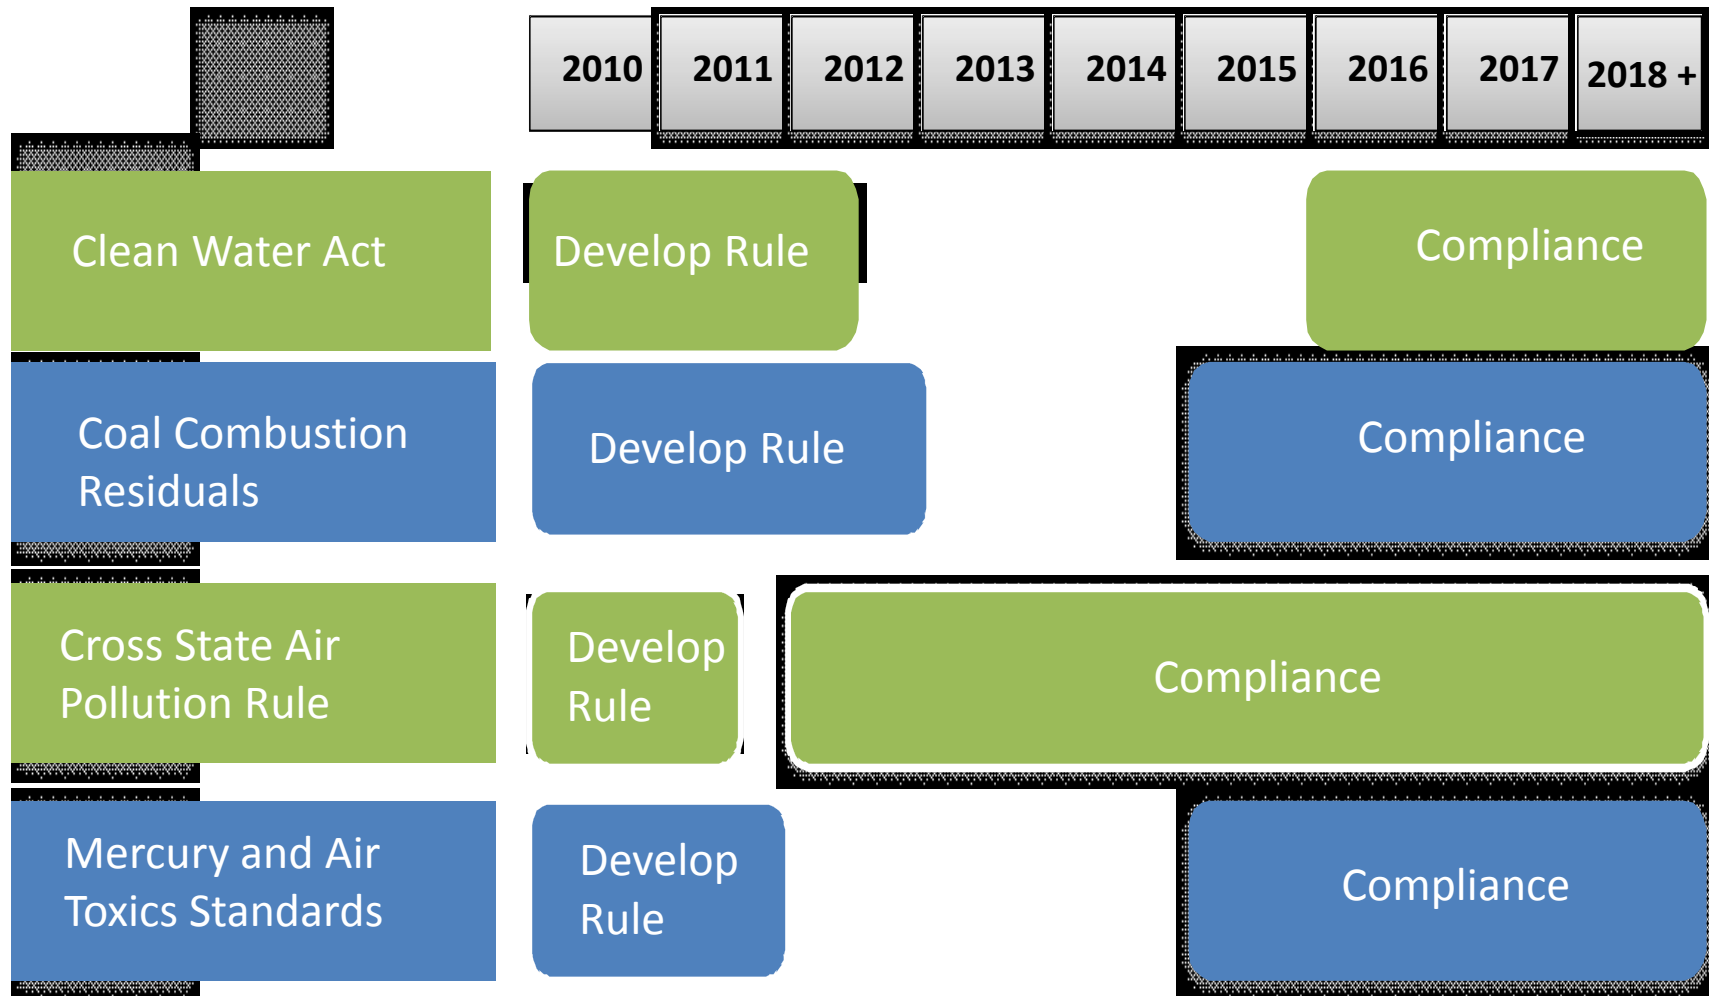 2010 2011 2012 2013 2014 2015 2016 2017 2018 +
Clean Water Act
Develop Rule
Compliance
Coal Combustion
Residuals
Develop Rule
Compliance
Cross State Air
Pollution Rule
Develop
Rule
Compliance
Mercury and Air
Toxics Standards
Develop
Rule
Compliance